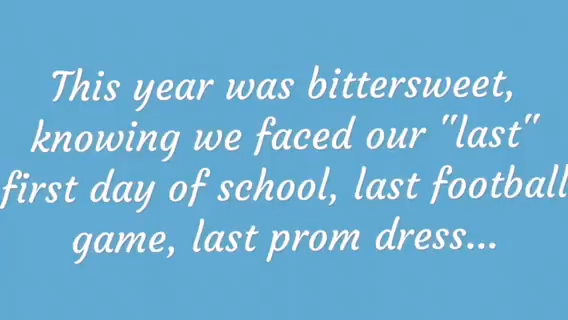 This year was bittersweet,
knowing we faced our "last"
first day of school, last football
game, last prom dress...